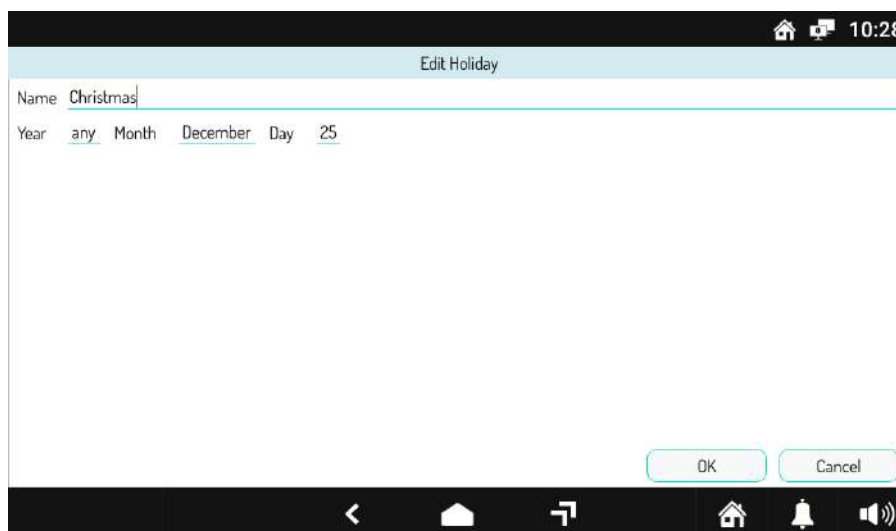 10:28
Edit Holiday
Name Christmas
Year any Month December Day 25
OK Cancel